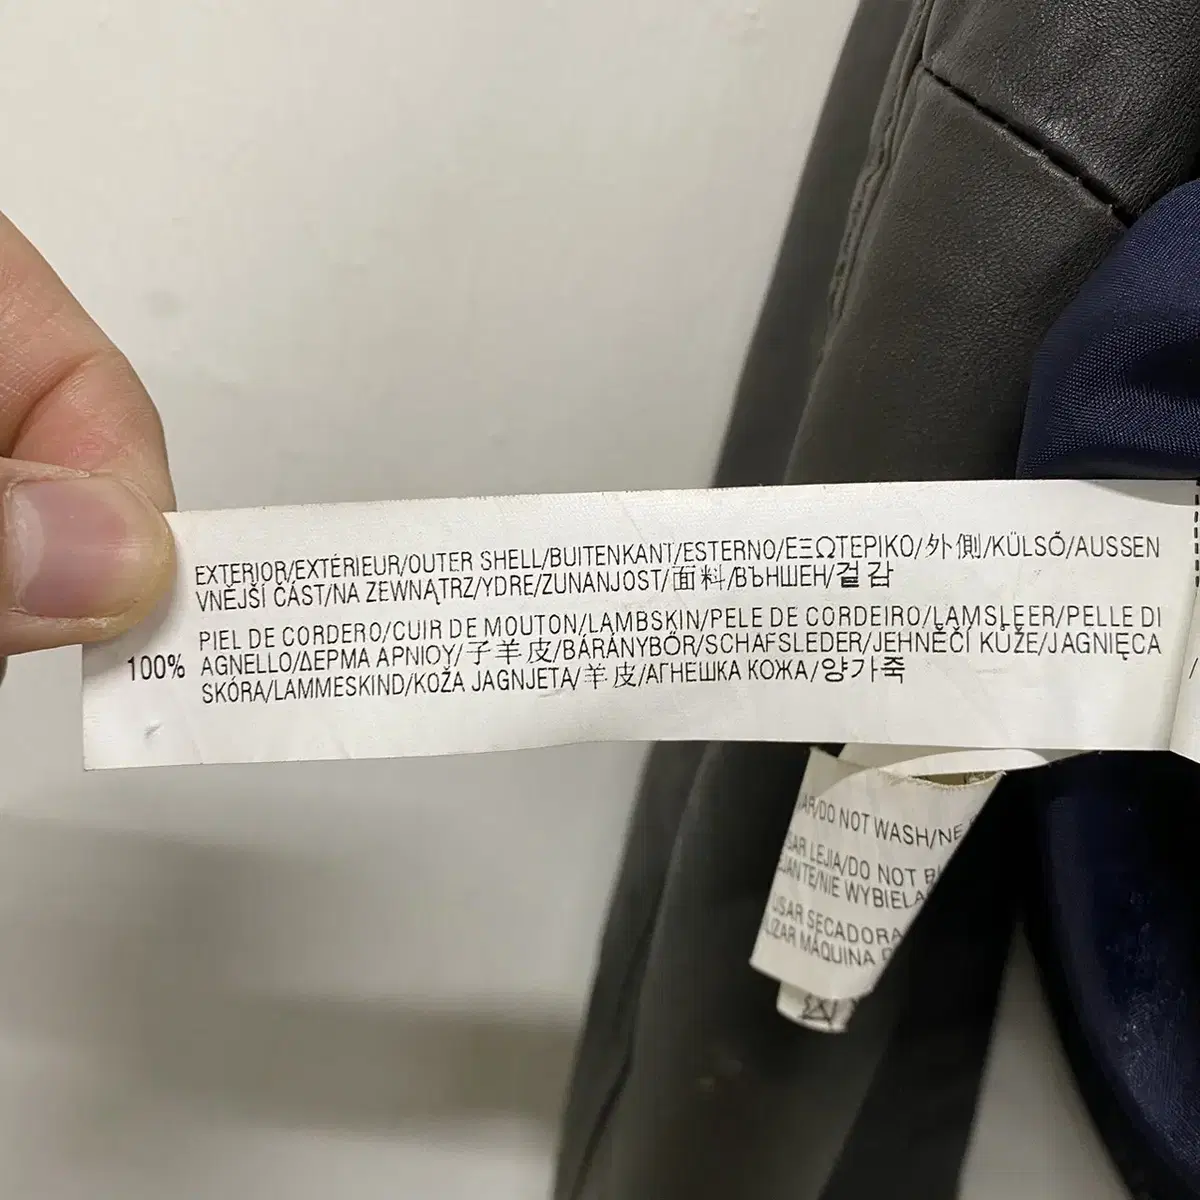 EXTERIOR/EXTÉRIEUR/OUTER SHELL/BUITENKANT/ESTERNO/ΕΞΩΤΕΡΙΚΟ/外側/KÜLSŐ/AUSSEN
VNĚJŠÍ ČÁST/NA ZEWNĄTRZ/YDRE/ZUNANJOST/面料/ВЪНШЕН/겉감
PIEL DE CORDERO/CUIR DE MOUTON/LAMBSKIN/PELE DE CORDEIRO/LAMSLEER/PELLE DI
100% AGNELLO/ΔΕΡΜΑ ΑΡΝΙΟΥ/子羊皮/BÁRÁNYBŐR/SCHAFSLEDER/JEHNĚČÍ KŮŽE/JAGNIĘCA
SKÓRA/LAMMESKIND/KOŽA JAGNJETA/羊皮/АГНЕШКА КОЖА/양가죽
/DO NOT WASH/NE
LEJIA/DO NOT
/NIE
USAR SECADORA
MÁQUINA